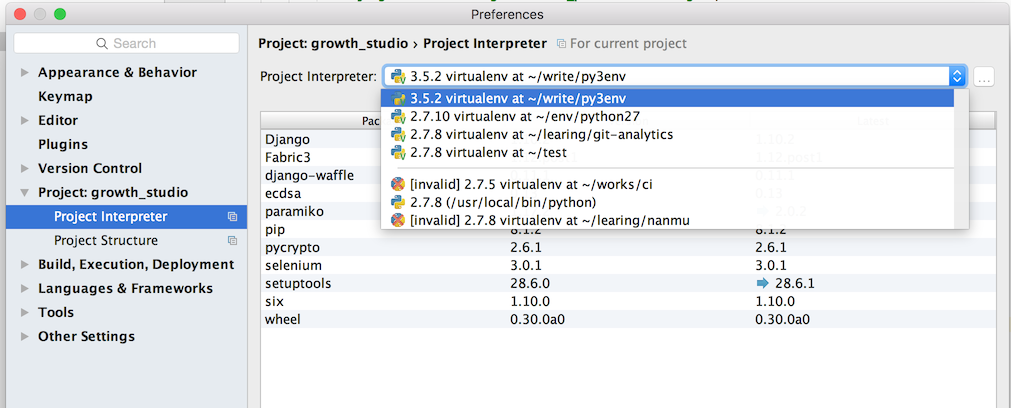 Preferences
Search
Project: growth_studio › Project Interpreter
For current project
Appearance & Behavior
Keymap
Editor
Plugins
Version Control
Project: growth_studio
Project Interpreter
Project Structure
Build, Execution, Deployment
Languages & Frameworks
Tools
Other Settings
Project Interpreter: 3.5.2 virtualenv at ~/write/py3env
...
3.5.2 virtualenv at ~/write/py3env
2.7.10 virtualenv at ~/env/python27
2.7.8 virtualenv at ~/learing/git-analytics
2.7.8 virtualenv at ~/test
[invalid] 2.7.5 virtualenv at ~/works/ci
2.7.8 (/usr/local/bin/python)
[invalid] 2.7.8 virtualenv at ~/learing/nanmu
Django
Fabric3
django-waffle
ecdsa
paramiko
pip 8.1.2 8.1.2
pycrypto 2.6.1 2.6.1
selenium 3.0.1 3.0.1
setuptools 28.6.0 28.6.1
six 1.10.0 1.10.0
wheel 0.30.0a0 0.30.0a0